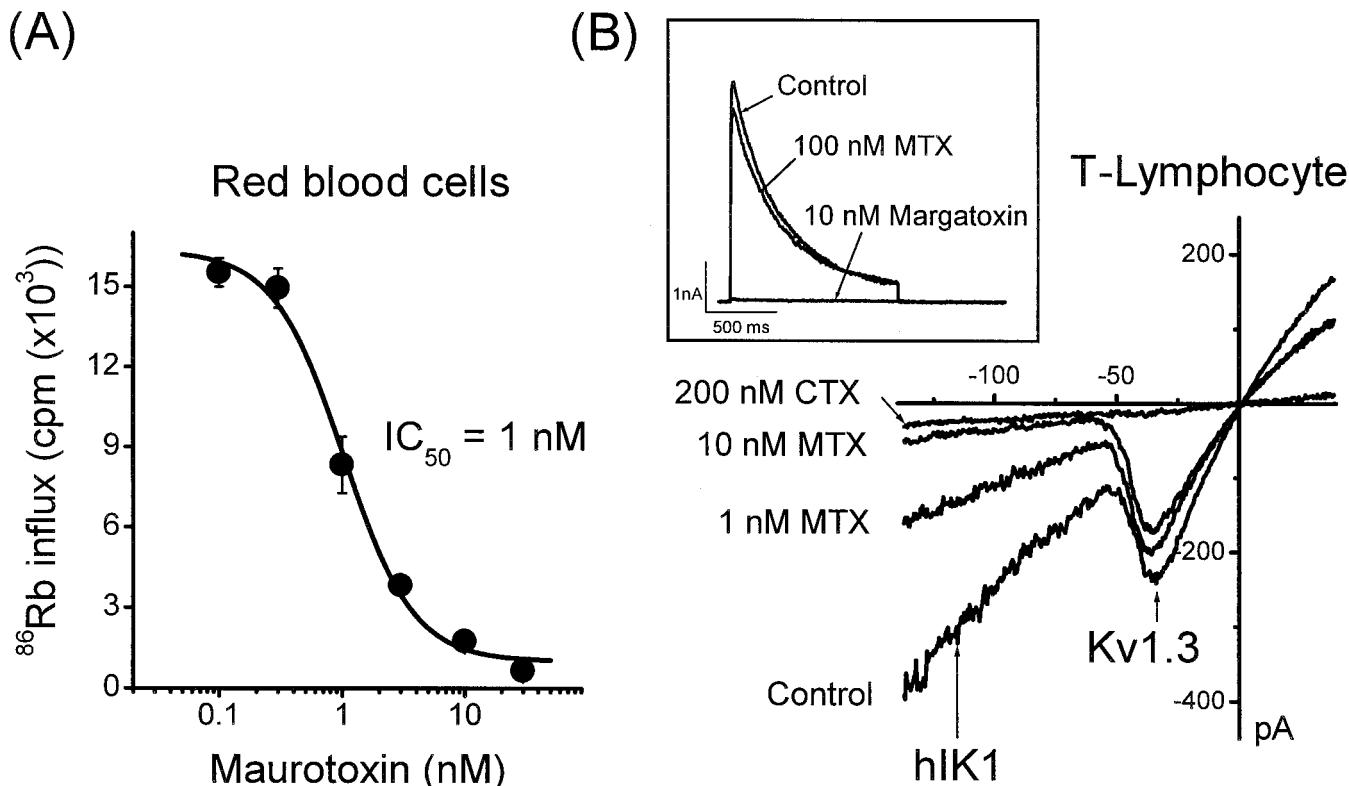 (A)
Red blood cells
⁸⁶Rb influx (cpm (x10³))
15
12
9
6
3
0
IC₅₀ = 1 nM
0.1
1
10
Maurotoxin (nM)
(B)
Control
100 nM MTX
10 nM Margatoxin
1nA
500 ms
T-Lymphocyte
200
-100
-50
200 nM CTX
10 nM MTX
1 nM MTX
-200
Kv1.3
Control
-400
pA
hIK1